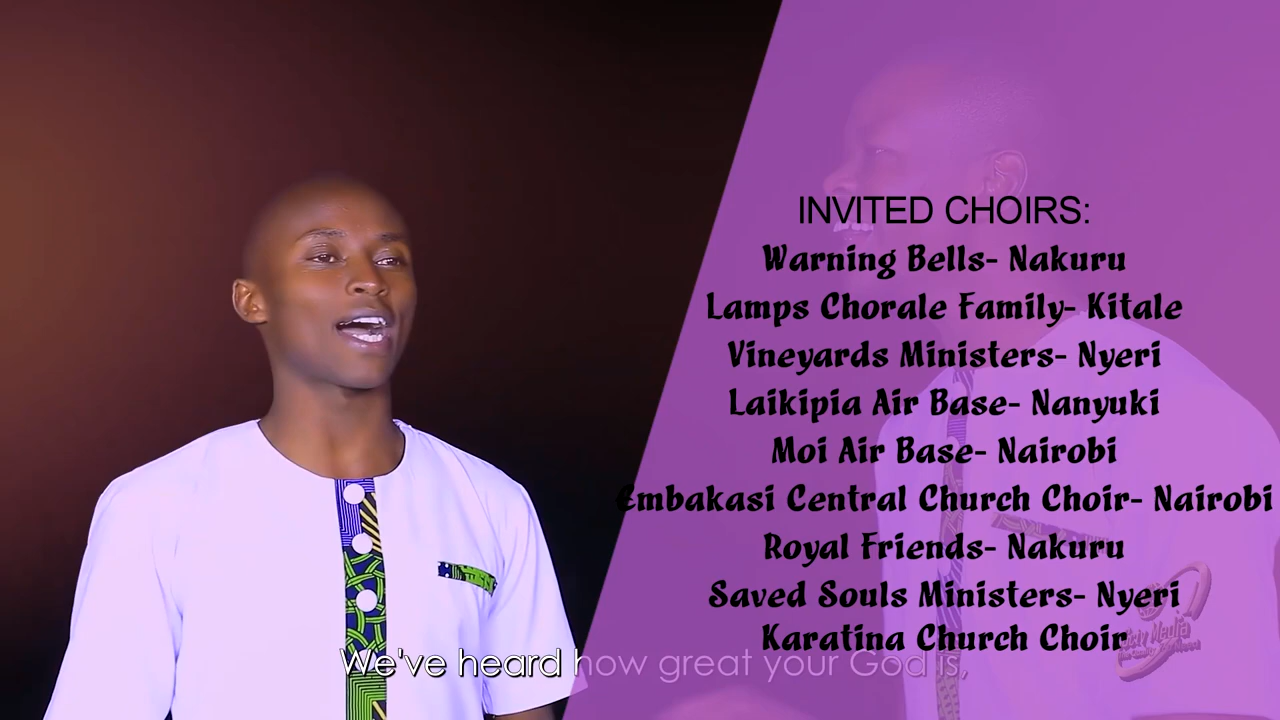 INVITED CHOIRS:
Warning Bells- Nakuru
Lamps Chorale Family- Kitale
Vineyards Ministers- Nyeri
Laikipia Air Base- Nanyuki
Moi Air Base- Nairobi
Embakasi Central Church Choir- Nairobi
Royal Friends- Nakuru
Saved Souls Ministers- Nyeri
Karatina Church Choir
Media
We've heard how great your God is,